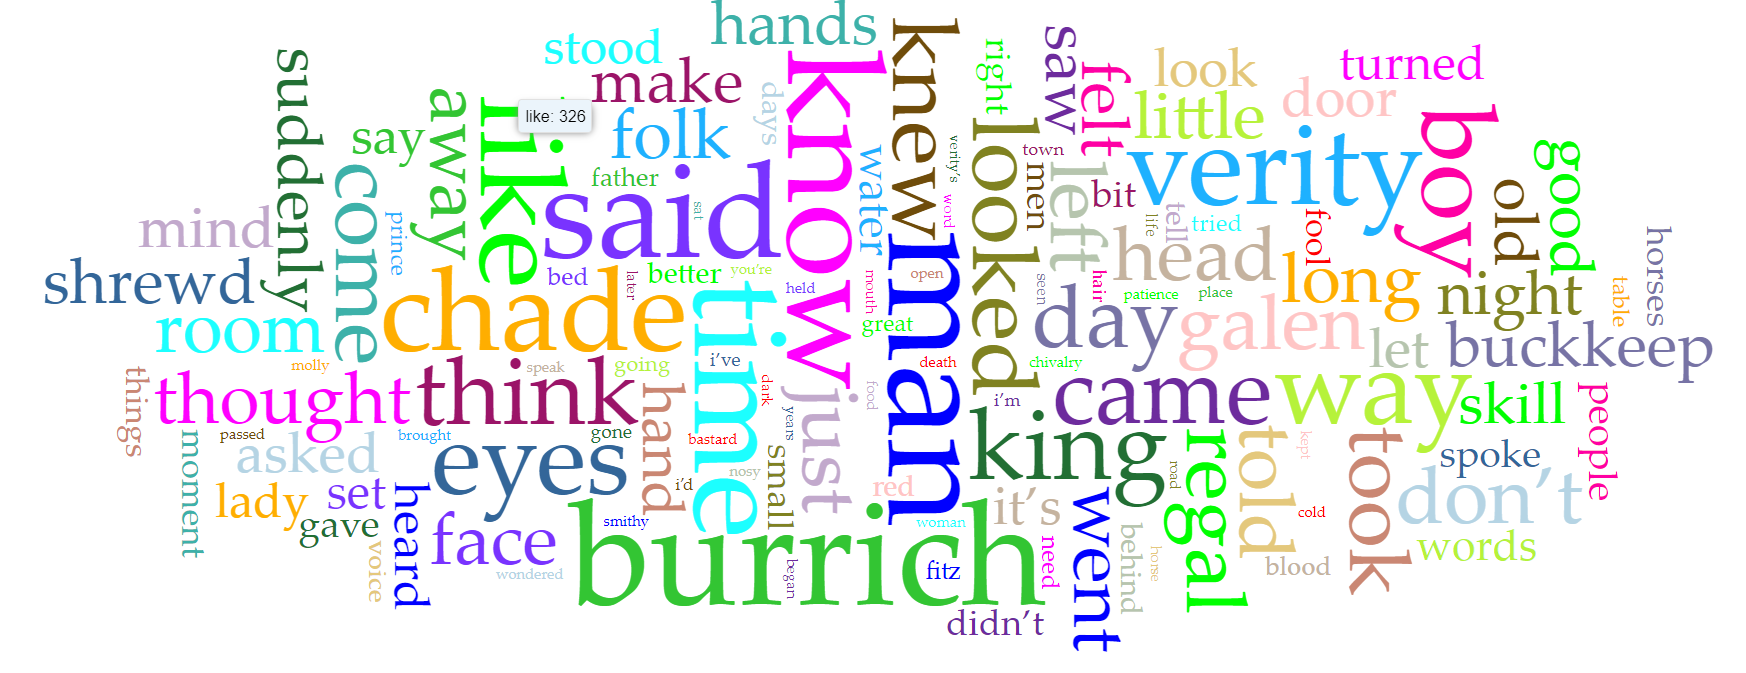 hands
knew
stood
saw
right
look
turned
suddenly
make
know
felt
away
like
like: 326
days
little
door
boy
say
folk
looked
verity's
town
verity
good
come
father
said
water
men
left
bit
old
mind
prince
sat
word
life
tell
tried
fool
horses
shrewd
bed
later
better
you're
held
mouth
open
man
seen
hair
head
patience
place
long
night
table
room
chade
time
great
day
galen
let
buckkeep
molly
speak
going
i've
death
chivalry
things
thought
think
hand
dark
just
food
i'm
came
way
skill
people
moment
passed
asked
brought
eyes
gone
bastard
years
king
regal
told
kept
took
spoke
lady
set
heard
nosy
i'd
small
red
it's
road
don't
gave
face
smithy
burrich
woman
went
cold
words
voice
wondered
began
fitz
need
behind
horse
blood
didn't